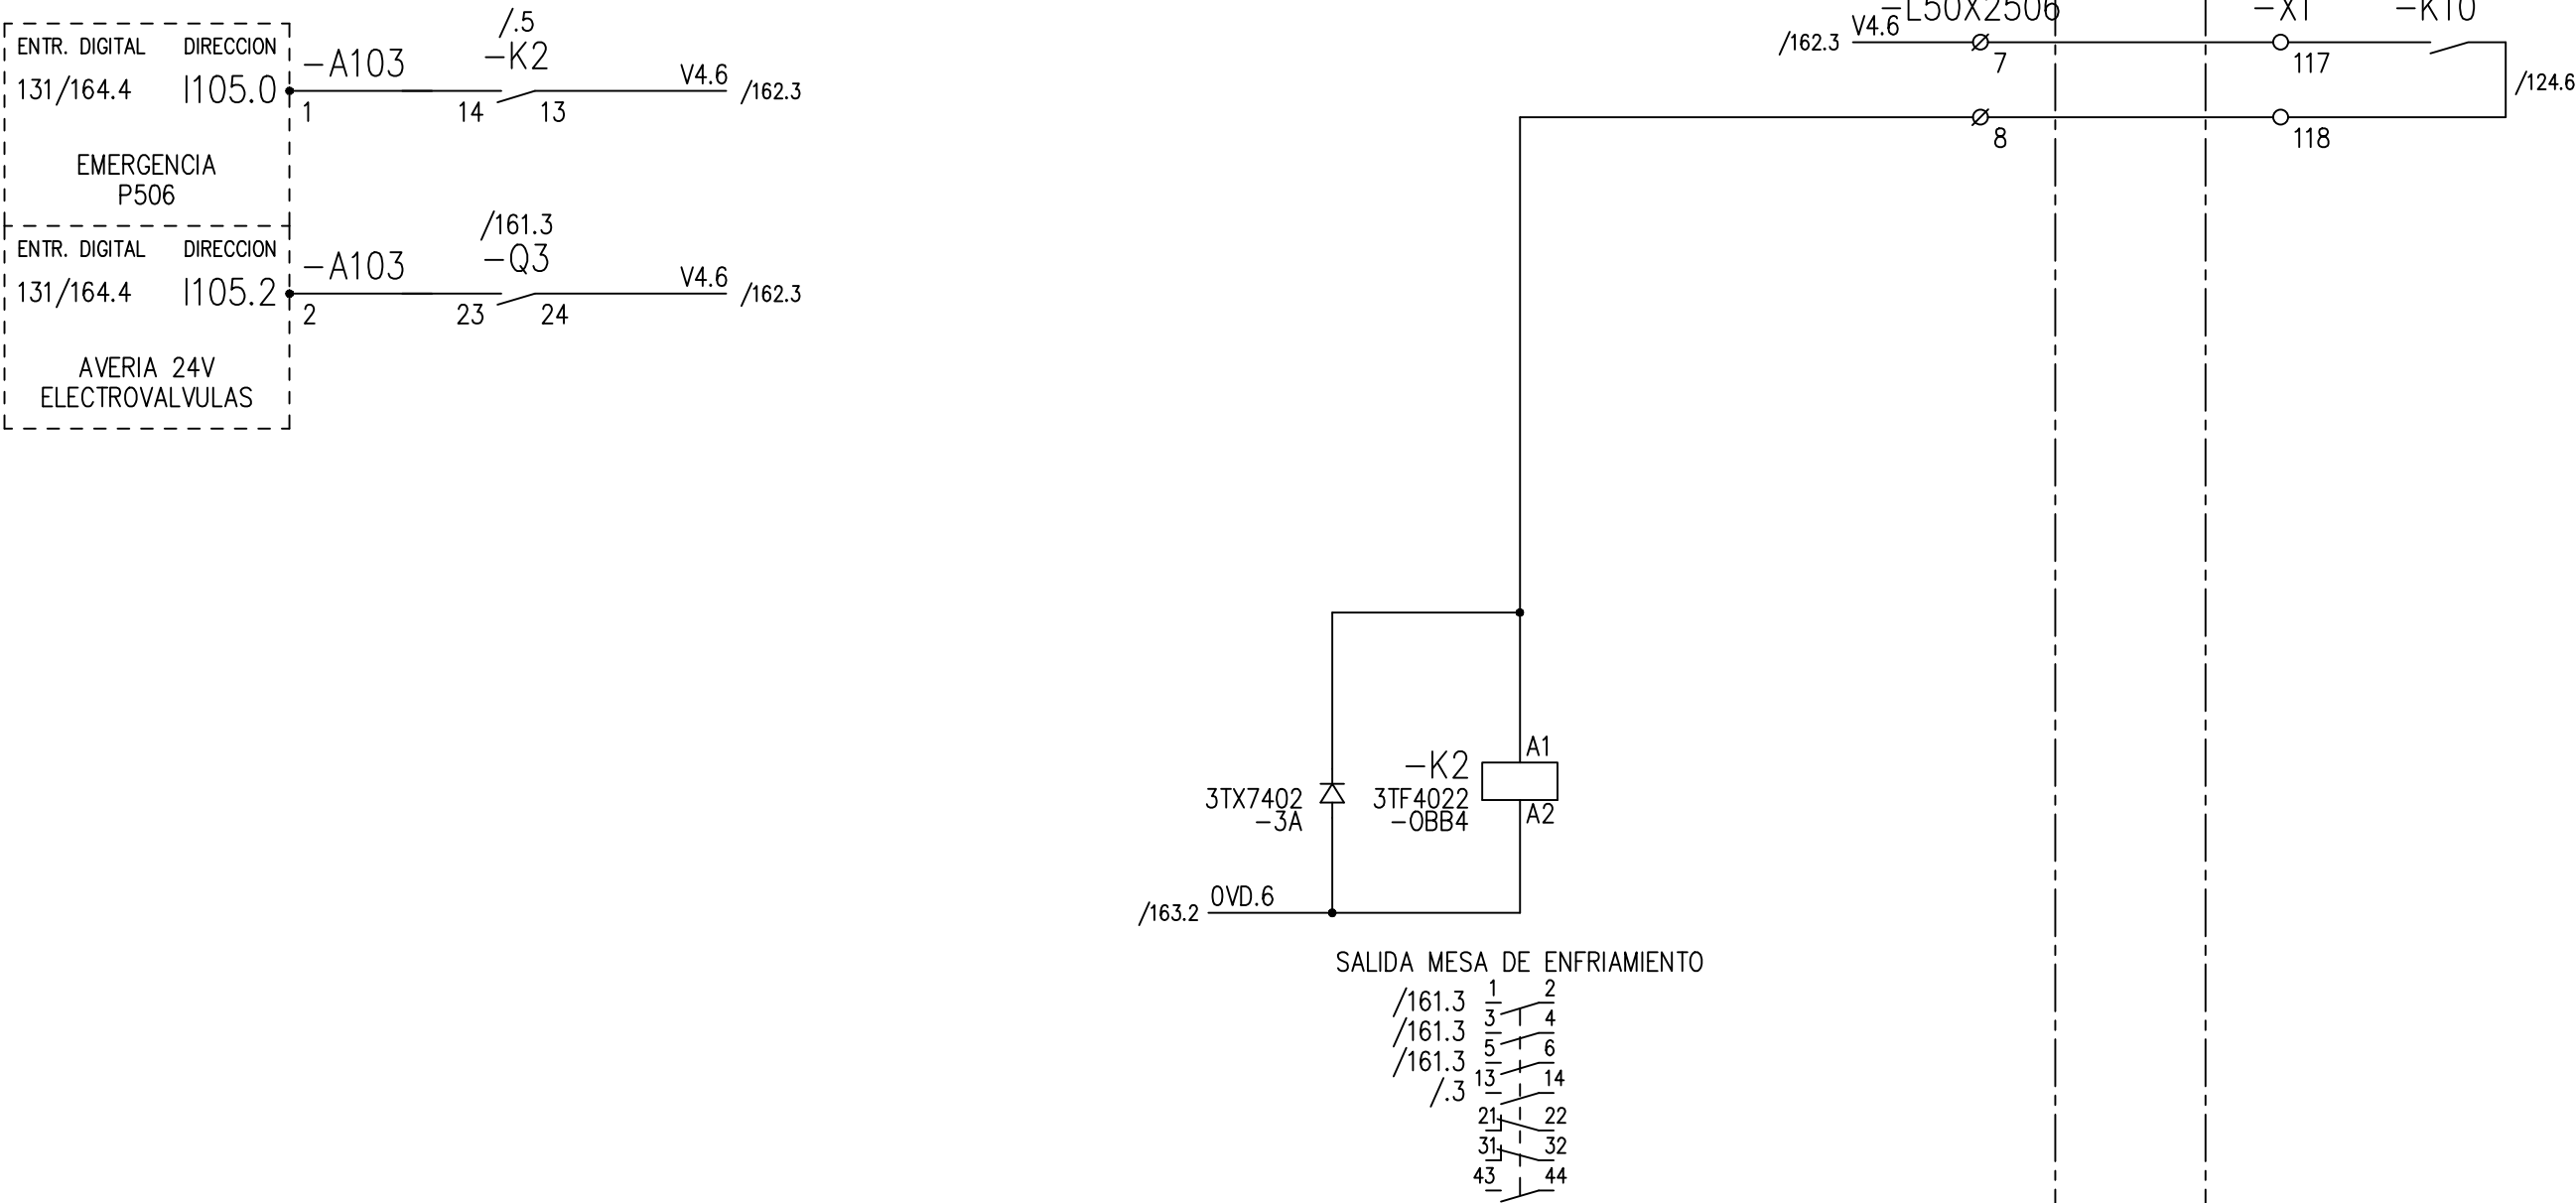 ENTR. DIGITAL DIRECCION
131/164.4 I105.0
-A103
1
/.5
-K2
14 13
V4.6
/162.3
EMERGENCIA
P506
ENTR. DIGITAL DIRECCION
131/164.4 I105.2
-A103
2
/161.3
-Q3
23 24
V4.6
/162.3
AVERIA 24V
ELECTROVALVULAS
-L50X2506 -X1 -K10
/162.3 V4.6
7 117
/124.6
8 118
-K2
3TF4022
-0BB4
A1
A2
3TX7402
-3A
/163.2 0VD.6
SALIDA MESA DE ENFRIAMIENTO
/161.3 1 2
/161.3 3 4
/161.3 5 6
/.3 13 14
21 22
31 32
43 44